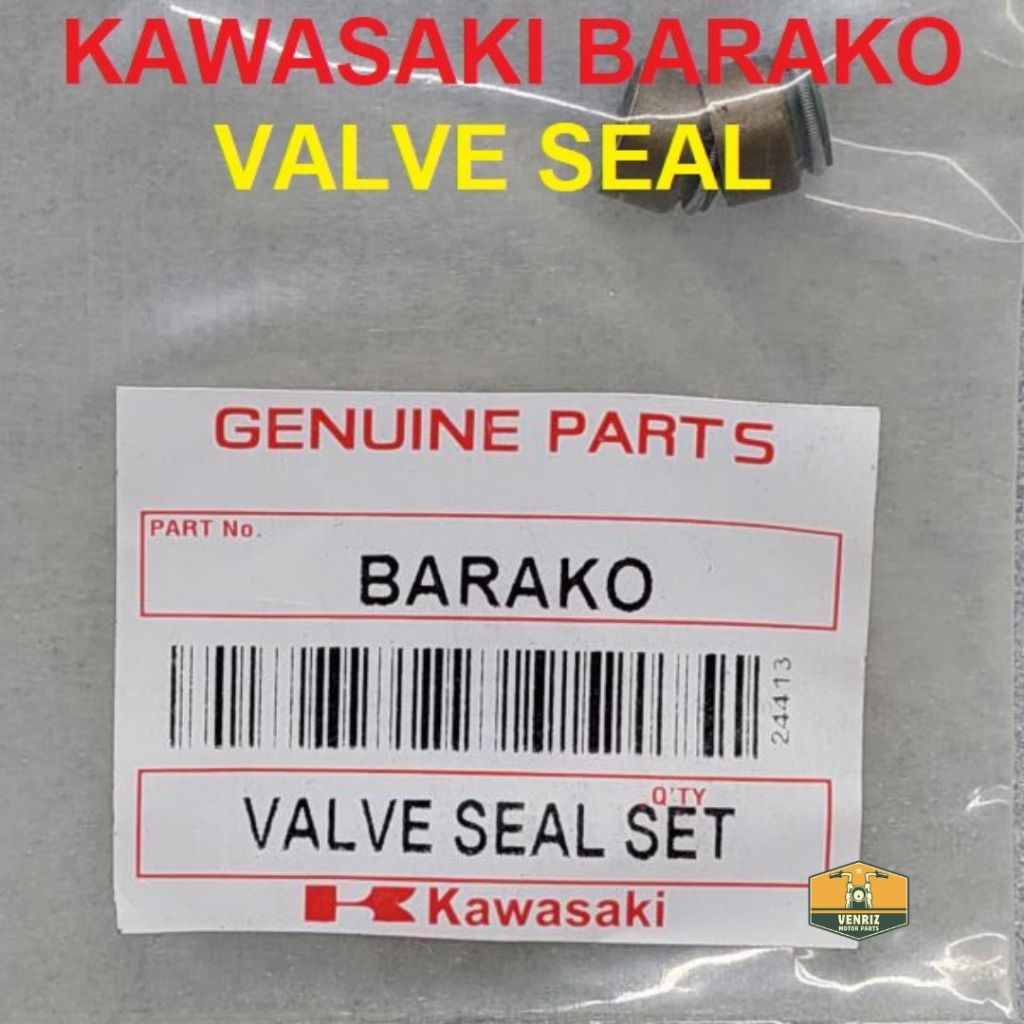 KAWASAKI BARAKO
VALVE SEAL
GENUINE PARTS
PART No.
BARAKO
24413
Q'TY
VALVE SEAL SET
Kawasaki
VENRIZ
MOTOR PARTS